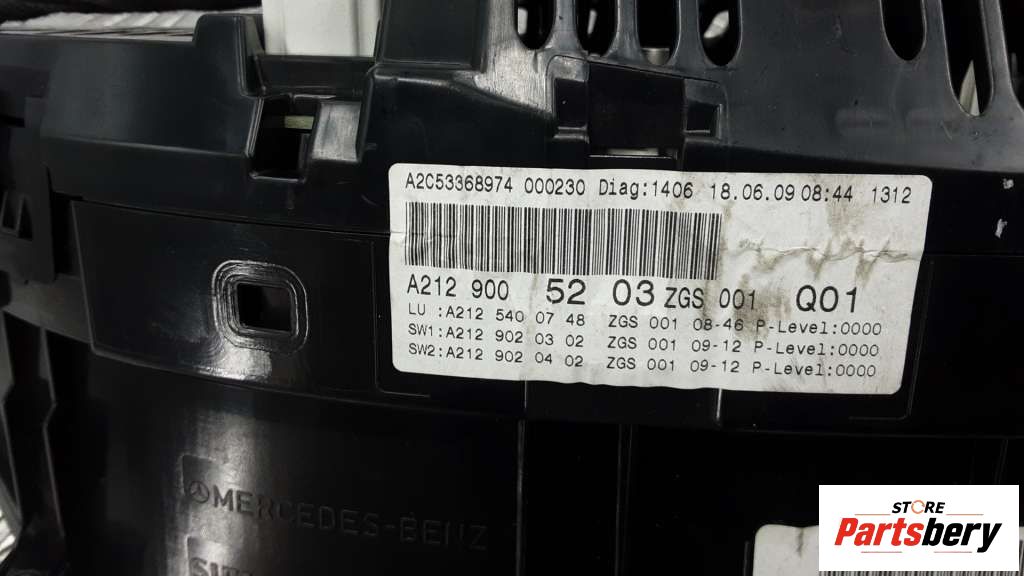 A2C53368974 000230 Diag:1406 18.06.09 08:44 1312
A212 900 52 03 ZGS 001 Q01
LU :A212 540 07 48 ZGS 001 08-46 P-Level:0000
SW1:A212 902 03 02 ZGS 001 09-12 P-Level:0000
SW2:A212 902 04 02 ZGS 001 09-12 P-Level:0000
MERCEDES-BENZ
STORE
Partsbery